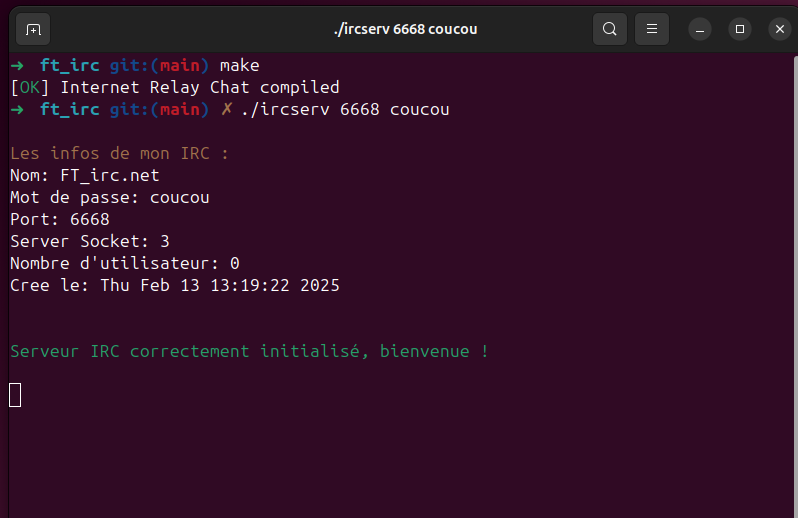 ./ircserv 6668 coucou
➜ ft_irc git:(main) make
[OK] Internet Relay Chat compiled
➜ ft_irc git:(main) ✗ ./ircserv 6668 coucou
Les infos de mon IRC :
Nom: FT_irc.net
Mot de passe: coucou
Port: 6668
Server Socket: 3
Nombre d'utilisateur: 0
Cree le: Thu Feb 13 13:19:22 2025
Serveur IRC correctement initialisé, bienvenue !